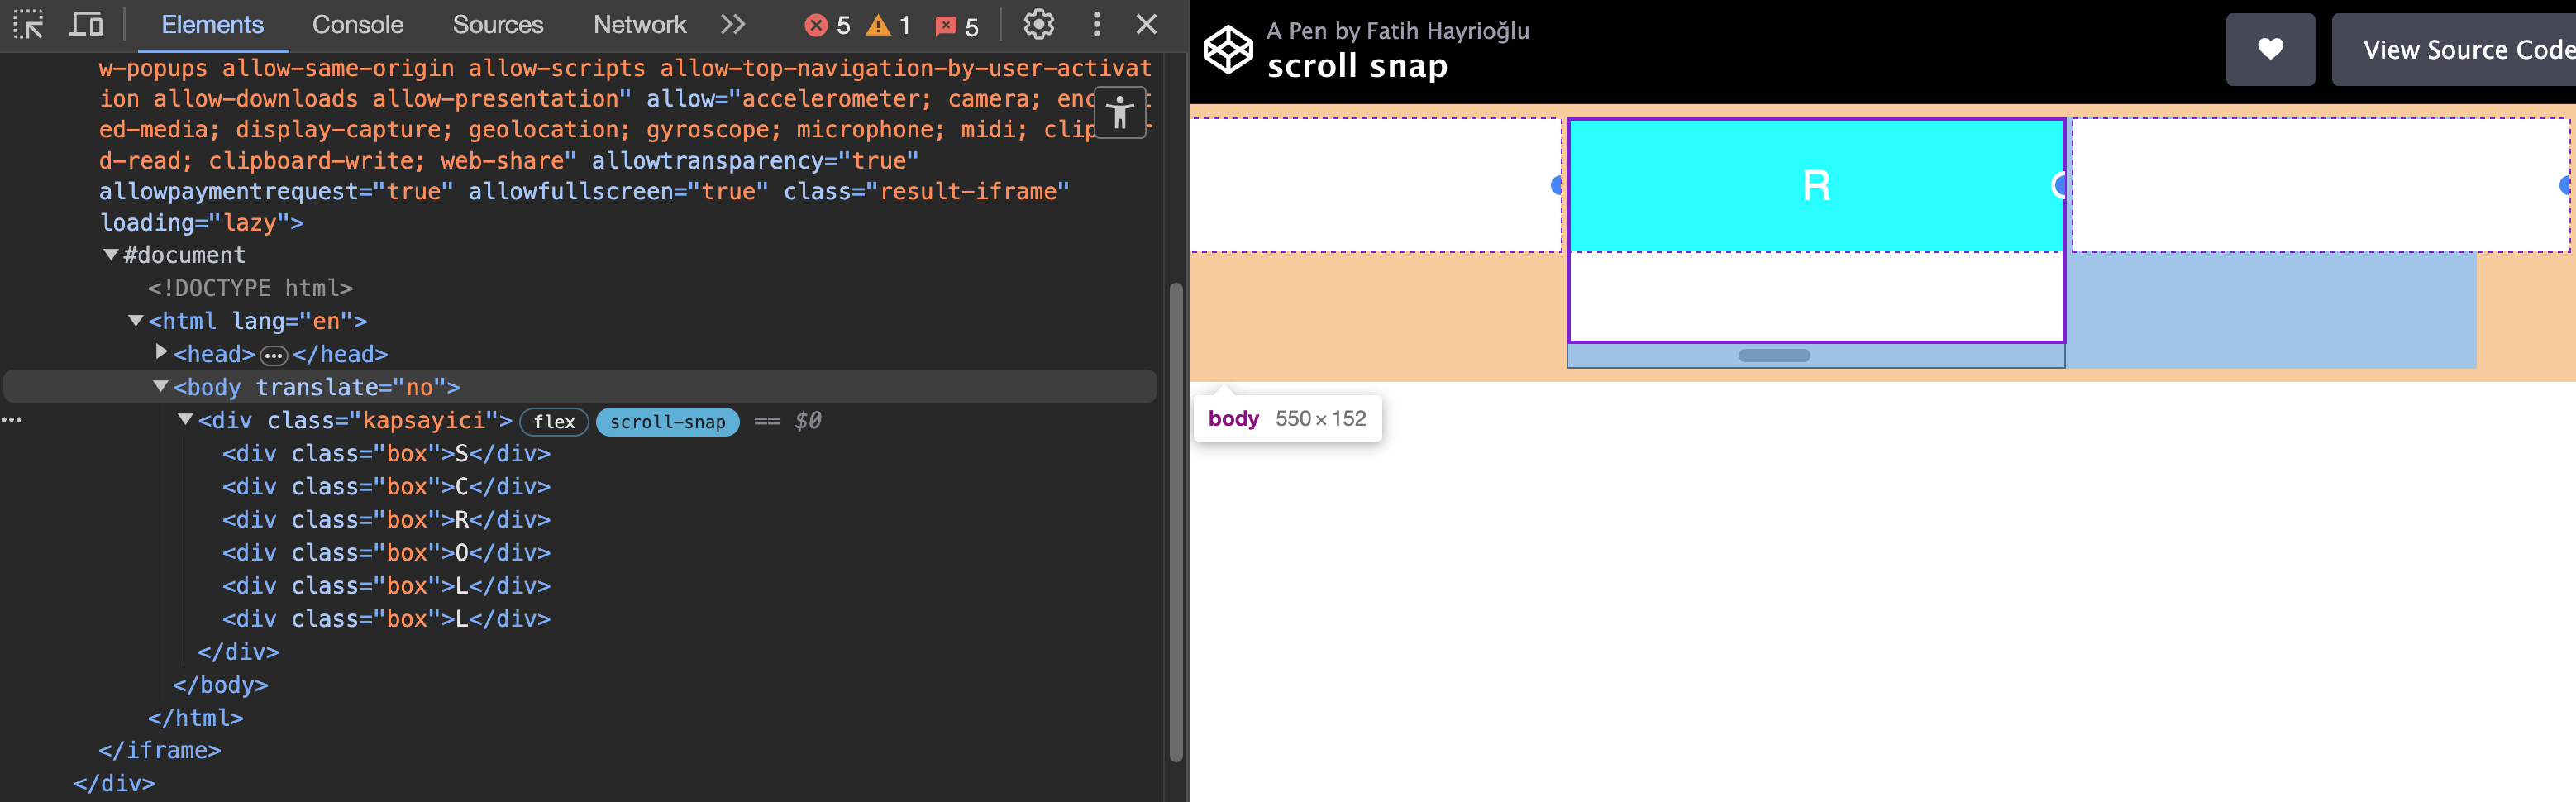 Elements Console Sources Network 5 1 5
w-popups allow-same-origin allow-scripts allow-top-navigation-by-user-activat
ion allow-downloads allow-presentation" allow="accelerometer; camera; enc t
ed-media; display-capture; geolocation; gyroscope; microphone; midi; clip r
d-read; clipboard-write; web-share" allowtransparency="true"
allowpaymentrequest="true" allowfullscreen="true" class="result-iframe"
loading="lazy">
#document
<!DOCTYPE html>
<html lang="en">
<head> ••• </head>
<body translate="no">
<div class="kapsayici"> flex scroll-snap == $0
<div class="box">S</div>
<div class="box">C</div>
<div class="box">R</div>
<div class="box">O</div>
<div class="box">L</div>
<div class="box">L</div>
</div>
</body>
</html>
</iframe>
</div>
A Pen by Fatih Hayrioğlu
scroll snap
View Source Code
R
body 550×152